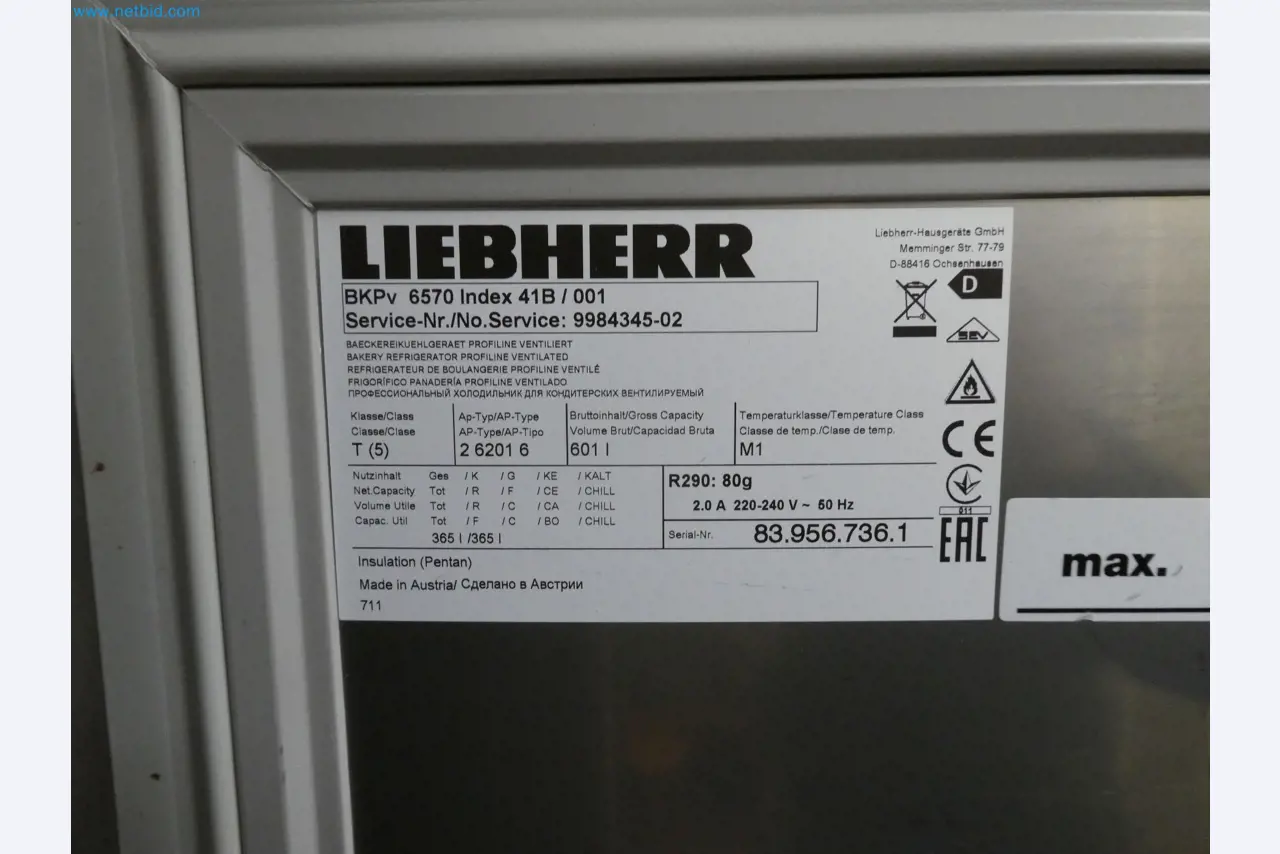 www.netbid.com
LIEBHERR
Liebherr-Hausgeräte GmbH
Memminger Str. 77-79
D-88416 Ochsenhausen
BKPv 6570 Index 41B / 001
Service-Nr./No.Service: 9984345-02
D
SEV
BAECKEREIKUEHLGERAET PROFILINE VENTILIERT
BAKERY REFRIGERATOR PROFILINE VENTILATED
REFRIGERATEUR DE BOULANGERIE PROFILINE VENTILÉ
FRIGORÍFICO PANADERÍA PROFILINE VENTILADO
ПРОФЕССИОНАЛЬНЫЙ ХОЛОДИЛЬНИК ДЛЯ КОНДИТЕРСКИХ ВЕНТИЛИРУЕМЫЙ
Klasse/Class Ap-Typ/AP-Type Bruttoinhalt/Gross Capacity Temperaturklasse/Temperature Class
Classe/Clase AP-Type/AP-Tipo Volume Brut/Capacidad Bruta Classe de temp./Clase de temp.
T (5) 2 6201 6 601 l M1
CE
Nutzinhalt Ges / K / G / KE / KALT
Net.Capacity Tot / R / F / CE / CHILL
Volume Utile Tot / R / C / CA / CHILL
Capac. Util Tot / F / C / BO / CHILL
365 l /365 l
R290: 80g
2.0 A 220-240 V ~ 50 Hz
Serial-Nr. 83.956.736.1
011
EAC
Insulation (Pentan)
Made in Austria/ Сделано в Австрии
711
max.